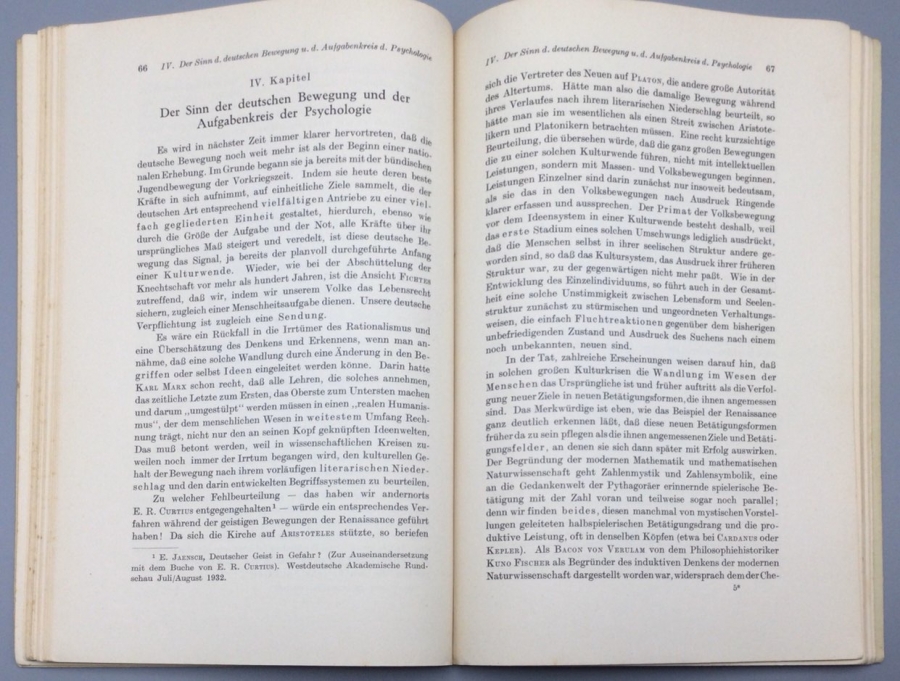 66 IV. Der Sinn d. deutschen Bewegung u. d. Aufgabenkreis d. Psychologie
IV. Kapitel
Der Sinn der deutschen Bewegung und der
Aufgabenkreis der Psychologie
Es wird in nächster Zeit immer klarer hervortreten, daß die
deutsche Bewegung noch weit mehr ist als der Beginn einer natio-
nalen Erhebung. Im Grunde begann sie ja bereits mit der bündischen
Jugendbewegung der Vorkriegszeit. Indem sie heute deren beste
Kräfte in sich aufnimmt, auf einheitliche Ziele sammelt, die der
deutschen Art entsprechend vielfältigen Antriebe zu einer viel-
fach gegliederten Einheit gestaltet, hierdurch, ebenso wie
durch die Größe der Aufgabe und der Not, alle Kräfte über ihr
ursprüngliches Maß steigert und veredelt, ist diese deutsche Be-
wegung das Signal, ja bereits der planvoll durchgeführte Anfang
einer Kulturwende. Wieder, wie bei der Abschüttelung der
Knechtschaft vor mehr als hundert Jahren, ist die Ansicht FICHTES
zutreffend, daß wir, indem wir unserem Volke das Lebensrecht
sichern, zugleich einer Menschheitsaufgabe dienen. Unsere deutsche
Verpflichtung ist zugleich eine Sendung.
Es wäre ein Rückfall in die Irrtümer des Rationalismus und
eine Überschätzung des Denkens und Erkennens, wenn man an-
nähme, daß eine solche Wandlung durch eine Änderung in den Be-
griffen oder selbst Ideen eingeleitet werden könne. Darin hatte
KARL MARX schon recht, daß alle Lehren, die solches annehmen,
das zeitliche Letzte zum Ersten, das Oberste zum Untersten machen
und darum „umgestülpt“ werden müssen in einen „realen Humanis-
mus“, der dem menschlichen Wesen in weitestem Umfang Rech-
nung trägt, nicht nur den an seinen Kopf geknüpften Ideenwelten.
Das muß betont werden, weil in wissenschaftlichen Kreisen zu-
weilen noch immer der Irrtum begangen wird, den kulturellen Ge-
halt der Bewegung nach ihrem vorläufigen literarischen Nieder-
schlag und den darin entwickelten Begriffssystemen zu beurteilen.
Zu welcher Fehlbeurteilung — das haben wir andernorts
E. R. CURTIUS entgegengehalten¹ — würde ein entsprechendes Ver-
fahren während der geistigen Bewegungen der Renaissance geführt
haben! Da sich die Kirche auf ARISTOTELES stützte, so beriefen
¹ E. JAENSCH, Deutscher Geist in Gefahr? (Zur Auseinandersetzung
mit dem Buche von E. R. CURTIUS). Westdeutsche Akademische Rund-
schau Juli/August 1932.
IV. Der Sinn d. deutschen Bewegung u. d. Aufgabenkreis d. Psychologie 67
sich die Vertreter des Neuen auf PLATON, die andere große Autorität
des Altertums. Hätte man also die damalige Bewegung während
ihres Verlaufes nach ihrem literarischen Niederschlag beurteilt, so
hätte man sie im wesentlichen als einen Streit zwischen Aristote-
likern und Platonikern betrachten müssen. Eine recht kurzsichtige
Beurteilung, die übersehen würde, daß die ganz großen Bewegungen
die zu einer solchen Kulturwende führen, nicht mit intellektuellen
Leistungen, sondern mit Massen- und Volksbewegungen beginnen.
Leistungen Einzelner sind darin zunächst nur insoweit bedeutsam,
als sie das in den Volksbewegungen nach Ausdruck Ringende
klarer erfassen und aussprechen. Der Primat der Volksbewegung
vor dem Ideensystem in einer Kulturwende besteht deshalb, weil
das erste Stadium eines solchen Umschwungs lediglich ausdrückt,
daß die Menschen selbst in ihrer seelischen Struktur andere ge-
worden sind, so daß das Kultursystem, das Ausdruck ihrer früheren
Struktur war, zu der gegenwärtigen nicht mehr paßt. Wie in der
Entwicklung des Einzelindividuums, so führt auch in der Gesamt-
heit eine solche Unstimmigkeit zwischen Lebensform und Seelen-
struktur zunächst zu stürmischen und ungeordneten Verhaltungs-
weisen, die einfach Fluchtreaktionen gegenüber dem bisherigen
unbefriedigenden Zustand und Ausdruck des Suchens nach einem
noch unbekannten, neuen sind.
In der Tat, zahlreiche Erscheinungen weisen darauf hin, daß
in solchen großen Kulturkrisen die Wandlung im Wesen der
Menschen das Ursprüngliche ist und früher auftritt als die Verfol-
gung neuer Ziele in neuen Betätigungsformen, die ihnen angemessen
sind. Das Merkwürdige ist eben, wie das Beispiel der Renaissance
ganz deutlich erkennen läßt, daß diese neuen Betätigungsformen
früher da zu sein pflegen als die ihnen angemessenen Ziele und Betäti-
gungsfelder, an denen sie sich dann später mit Erfolg auswirken.
Der Begründung der modernen Mathematik und mathematischen
Naturwissenschaft geht Zahlenmystik und Zahlensymbolik, eine
an die Gedankenwelt der Pythagoräer erinnernde spielerische Be-
tätigung mit der Zahl voran und teilweise sogar noch parallel;
denn wir finden beides, diesen manchmal von mystischen Vorstel-
lungen geleiteten halbspielerischen Betätigungsdrang und die pro-
duktive Leistung, oft in denselben Köpfen (etwa bei CARDANUS oder
KEPLER). Als BACON VON VERULAM von dem Philosophiehistoriker
KUNO FISCHER als Begründer des induktiven Denkens der modernen
Naturwissenschaft dargestellt worden war, widersprach dem der Che-
5*